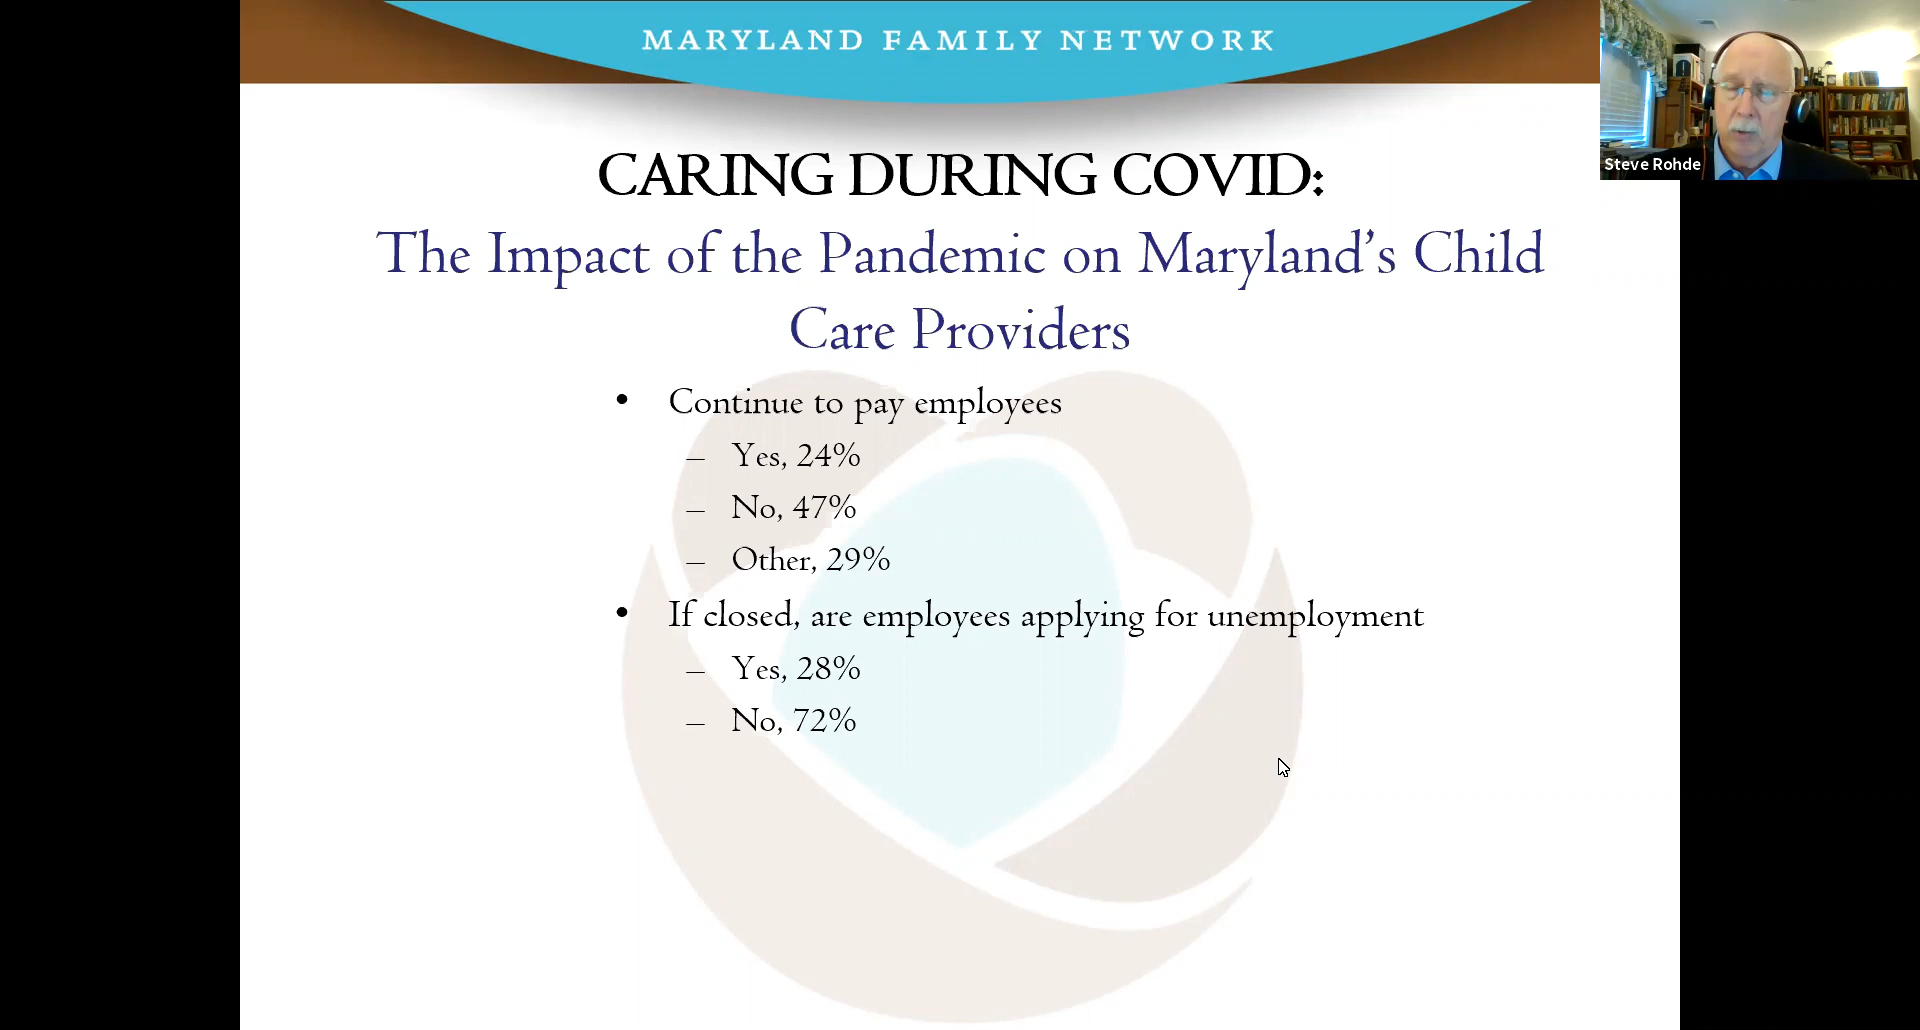 MARYLAND FAMILY NETWORK
Steve Rohde
CARING DURING COVID:
The Impact of the Pandemic on Maryland’s Child
Care Providers
• Continue to pay employees
– Yes, 24%
– No, 47%
– Other, 29%
• If closed, are employees applying for unemployment
– Yes, 28%
– No, 72%